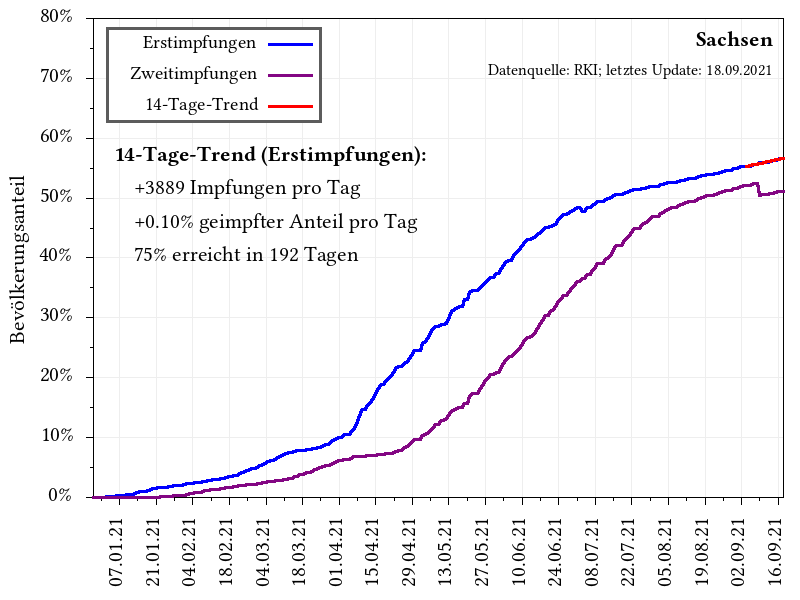 Sachsen
Datenquelle: RKI; letztes Update: 18.09.2021
Erstimpfungen
Zweitimpfungen
14-Tage-Trend
14-Tage-Trend (Erstimpfungen):
+3889 Impfungen pro Tag
+0.10% geimpfter Anteil pro Tag
75% erreicht in 192 Tagen
Bevölkerungsanteil
80%
70%
60%
50%
40%
30%
20%
10%
0%
07.01.21
21.01.21
04.02.21
18.02.21
04.03.21
18.03.21
01.04.21
15.04.21
29.04.21
13.05.21
27.05.21
10.06.21
24.06.21
08.07.21
22.07.21
05.08.21
19.08.21
02.09.21
16.09.21